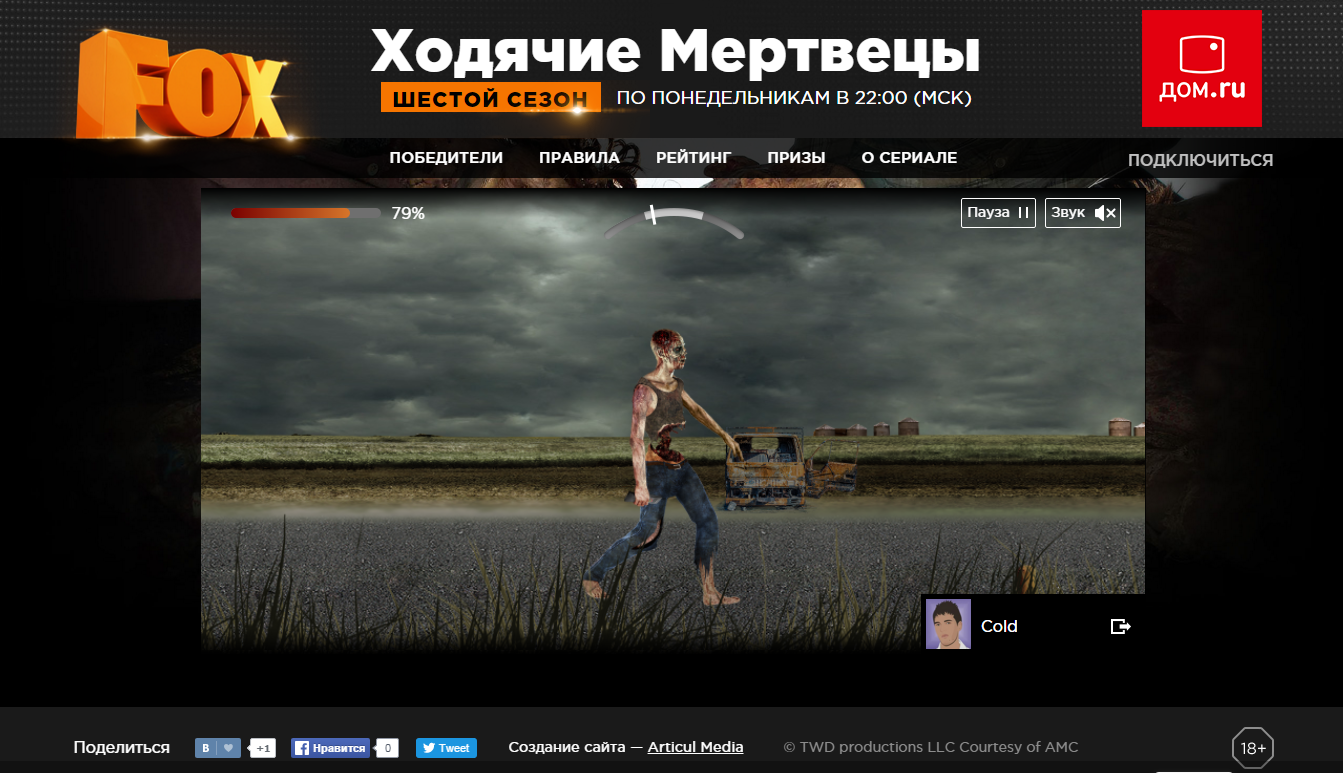 FOX
Ходячие Мертвецы
ШЕСТОЙ СЕЗОН ПО ПОНЕДЕЛЬНИКАМ В 22:00 (МСК)
ДОМ.ru
ПОБЕДИТЕЛИ ПРАВИЛА РЕЙТИНГ ПРИЗЫ О СЕРИАЛЕ ПОДКЛЮЧИТЬСЯ
79% Пауза Звук
Cold
Поделиться B +1 Нравится 0 Tweet Создание сайта — Articul Media © TWD productions LLC Courtesy of AMC 18+